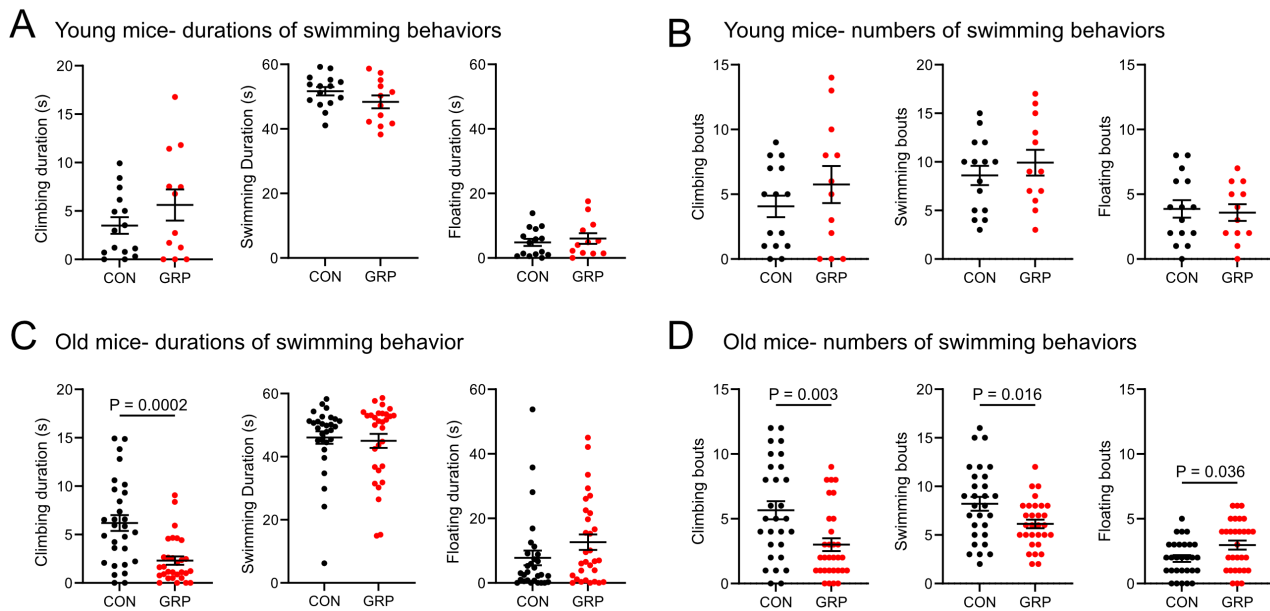 A Young mice- durations of swimming behaviors
Climbing duration (s)
20
15
10
5
0
CON GRP
Swimming Duration (s)
60
40
20
0
CON GRP
Floating duration (s)
60
40
20
0
CON GRP
B Young mice- numbers of swimming behaviors
Climbing bouts
15
10
5
0
CON GRP
Swimming bouts
20
15
10
5
0
CON GRP
Floating bouts
15
10
5
0
CON GRP
C Old mice- durations of swimming behavior
Climbing duration (s)
20
15
10
5
0
P = 0.0002
CON GRP
Swimming Duration (s)
60
40
20
0
CON GRP
Floating duration (s)
60
40
20
0
CON GRP
D Old mice- numbers of swimming behaviors
Climbing bouts
15
10
5
0
P = 0.003
CON GRP
Swimming bouts
20
15
10
5
0
P = 0.016
CON GRP
Floating bouts
15
10
5
0
P = 0.036
CON GRP